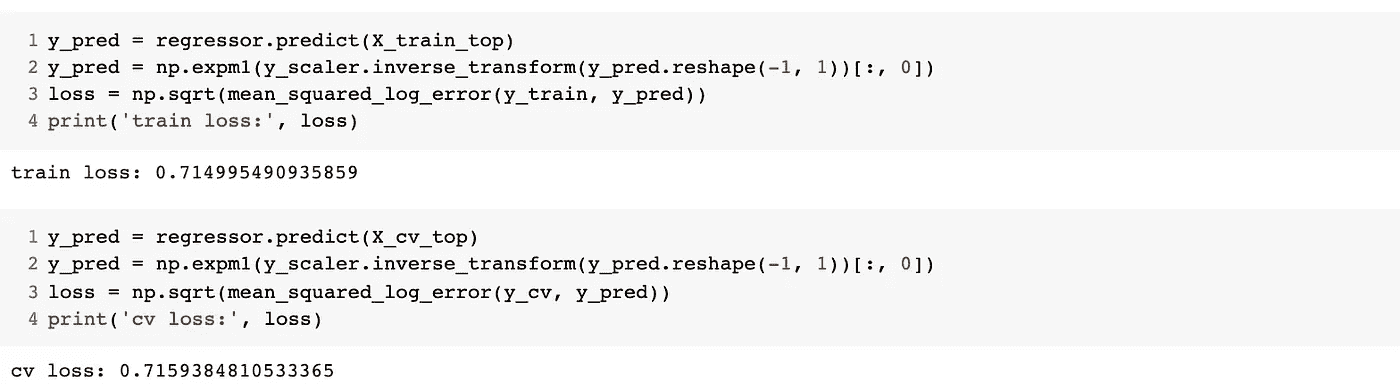 1 y_pred = regressor.predict(X_train_top)
2 y_pred = np.expm1(y_scaler.inverse_transform(y_pred.reshape(-1, 1))[:, 0])
3 loss = np.sqrt(mean_squared_log_error(y_train, y_pred))
4 print('train loss:', loss)
train loss: 0.714995490935859
1 y_pred = regressor.predict(X_cv_top)
2 y_pred = np.expm1(y_scaler.inverse_transform(y_pred.reshape(-1, 1))[:, 0])
3 loss = np.sqrt(mean_squared_log_error(y_cv, y_pred))
4 print('cv loss:', loss)
cv loss: 0.7159384810533365